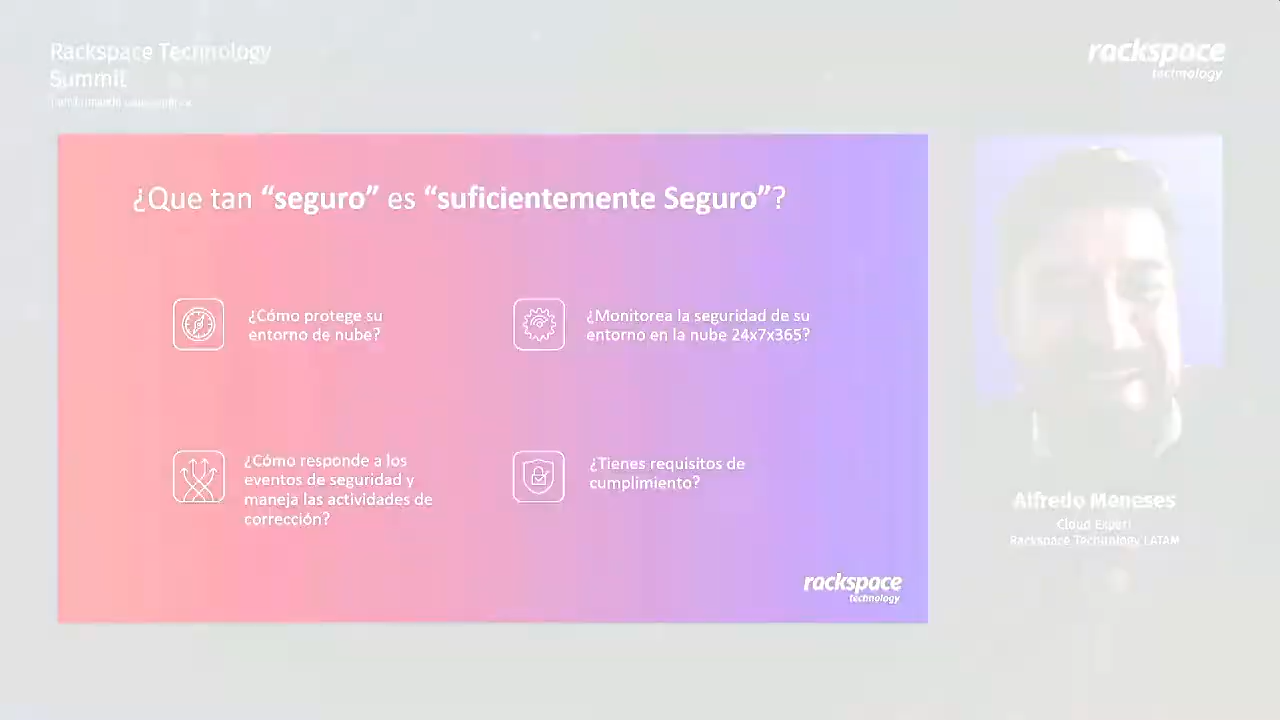 Rackspace Technology
Summit
rackspace
technology
¿Que tan “seguro” es “suficientemente Seguro”?
¿Cómo protege su
entorno de nube?
¿Monitorea la seguridad de su
entorno en la nube 24x7x365?
¿Cómo responde a los
eventos de seguridad y
maneja las actividades de
corrección?
¿Tienes requisitos de
cumplimiento?
rackspace
technology
Alfredo Meneses
Cloud Expert
Rackspace Technology LATAM